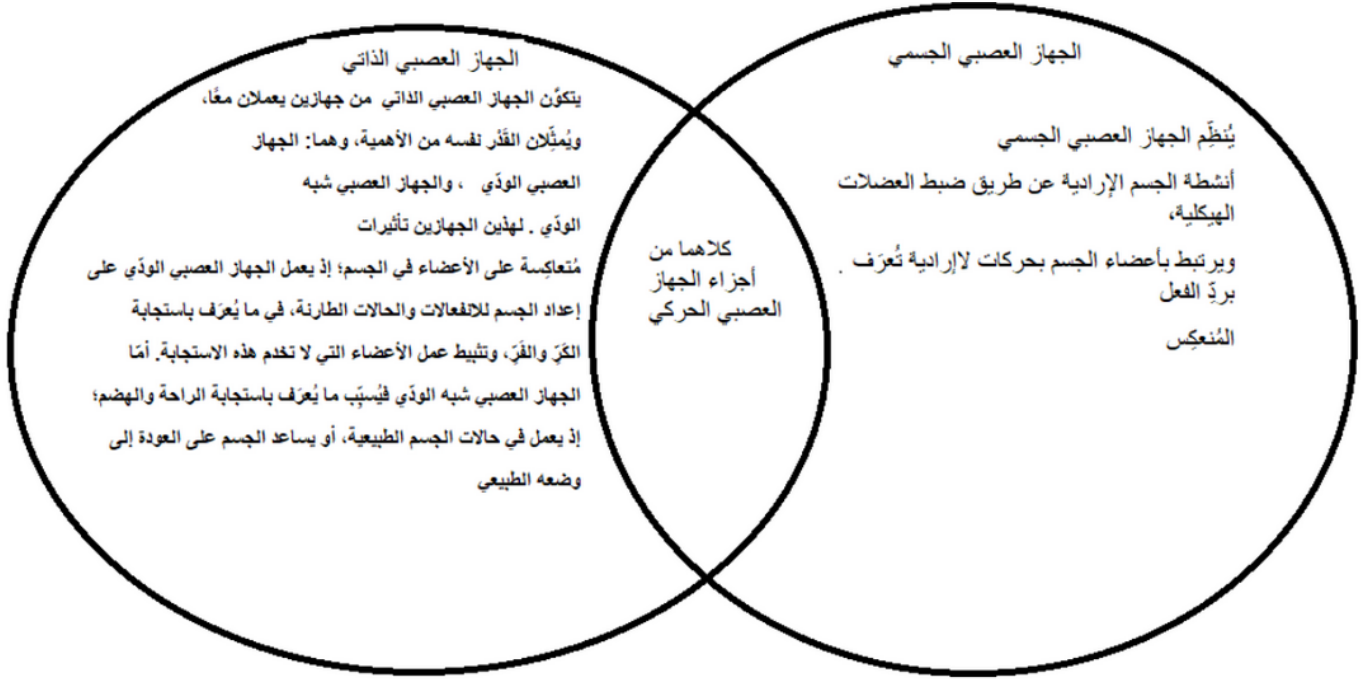 الجهاز العصبي الجسمي
يُنظِّم الجهاز العصبي الجسمي
أنشطة الجسم الإرادية عن طريق ضبط العضلات
الهيكلية،
ويرتبط بأعضاء الجسم بحركات لاإرادية تُعرَف .
بردِّ الفعل
المُنعكِس
كلاهما من
أجزاء الجهاز
العصبي الحركي
الجهاز العصبي الذاتي
يتكوَّن الجهاز العصبي الذاتي من جهازين يعملان معًا،
ويُمثِّلان القَدْر نفسه من الأهمية، وهما: الجهاز
العصبي الودّي ، والجهاز العصبي شبه
الودّي . لهذين الجهازين تأثيرات
مُتعاكِسة على الأعضاء في الجسم؛ إذ يعمل الجهاز العصبي الودّي على
إعداد الجسم للانفعالات والحالات الطارئة، في ما يُعرَف باستجابة
الكَرّ والفَرّ، وتثبيط عمل الأعضاء التي لا تخدم هذه الاستجابة. أمّا
الجهاز العصبي شبه الودّي فيُسبِّب ما يُعرَف باستجابة الراحة والهضم؛
إذ يعمل في حالات الجسم الطبيعية، أو يساعد الجسم على العودة إلى
وضعه الطبيعي